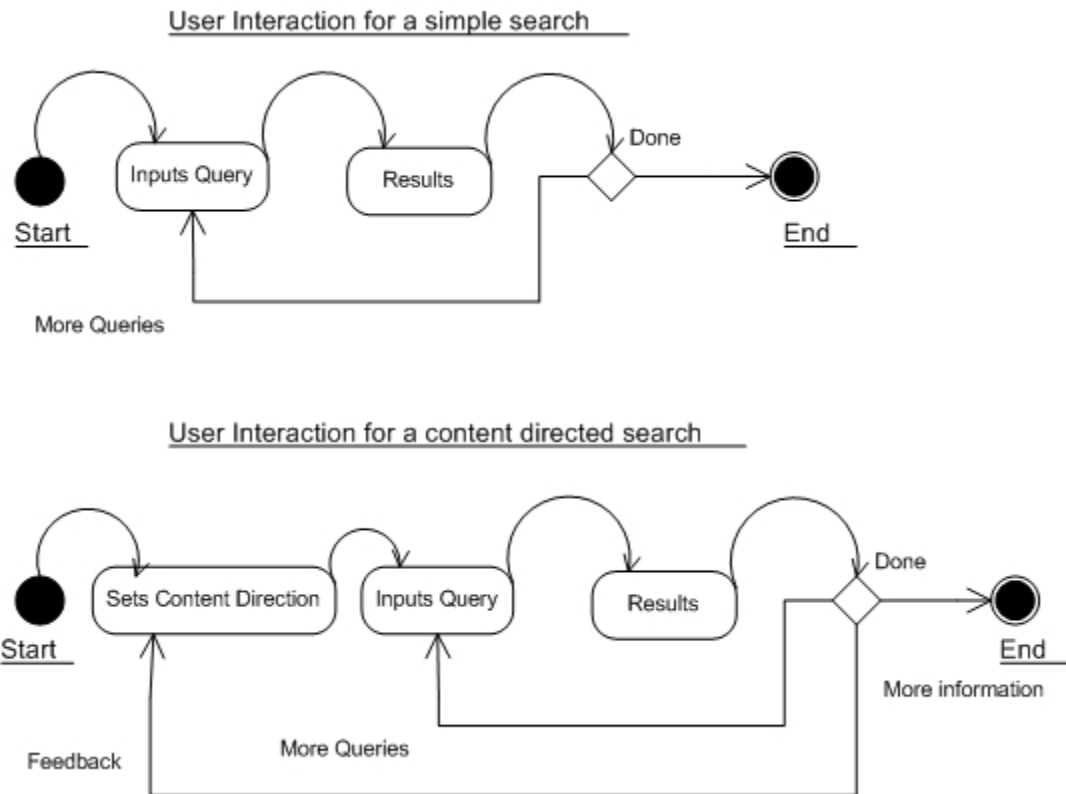 User Interaction for a simple search
Done
Inputs Query
Results
Start
End
More Queries
User Interaction for a content directed search
Done
Sets Content Direction
Inputs Query
Results
Start
End
More information
More Queries
Feedback